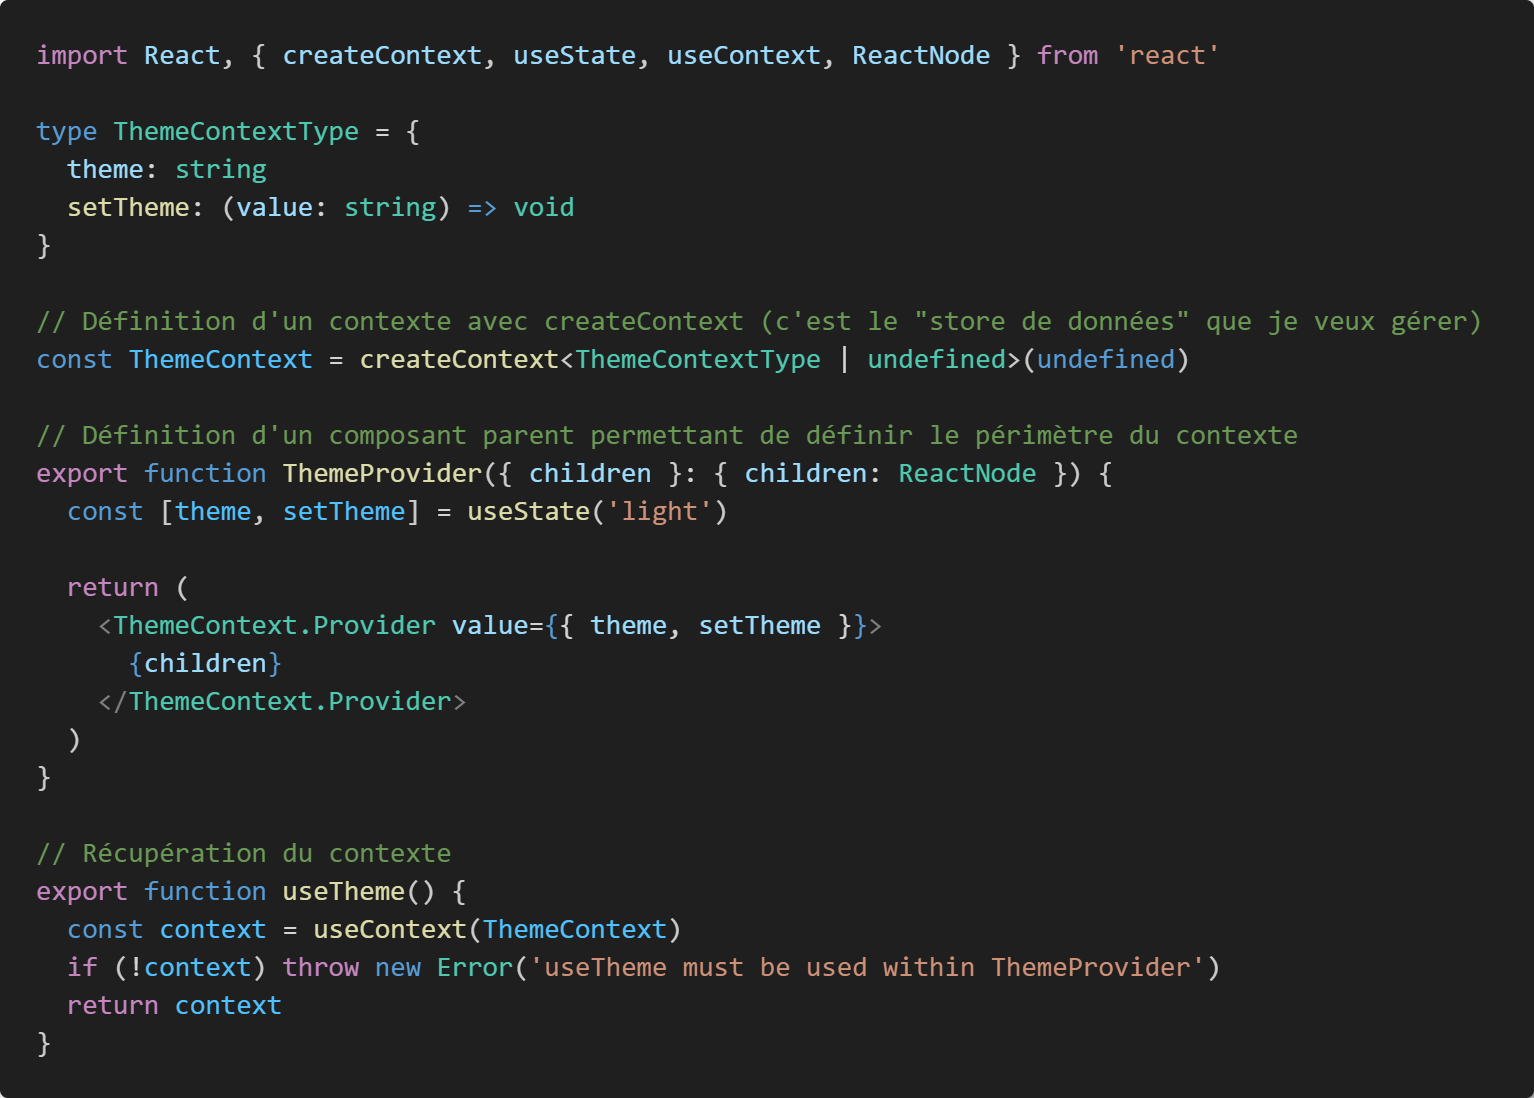 import React, { createContext, useState, useContext, ReactNode } from 'react'
type ThemeContextType = {
  theme: string
  setTheme: (value: string) => void
}
// Définition d'un contexte avec createContext (c'est le "store de données" que je veux gérer)
const ThemeContext = createContext<ThemeContextType | undefined>(undefined)
// Définition d'un composant parent permettant de définir le périmètre du contexte
export function ThemeProvider({ children }: { children: ReactNode }) {
  const [theme, setTheme] = useState('light')
  return (
    <ThemeContext.Provider value={{ theme, setTheme }}>
      {children}
    </ThemeContext.Provider>
  )
}
// Récupération du contexte
export function useTheme() {
  const context = useContext(ThemeContext)
  if (!context) throw new Error('useTheme must be used within ThemeProvider')
  return context
}